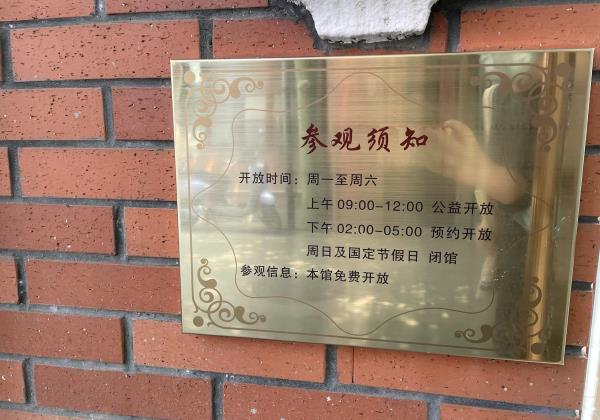 参观须知
开放时间：周一至周六
上午 09:00-12:00 公益开放
下午 02:00-05:00 预约开放
周日及国定节假日 闭馆
参观信息：本馆免费开放